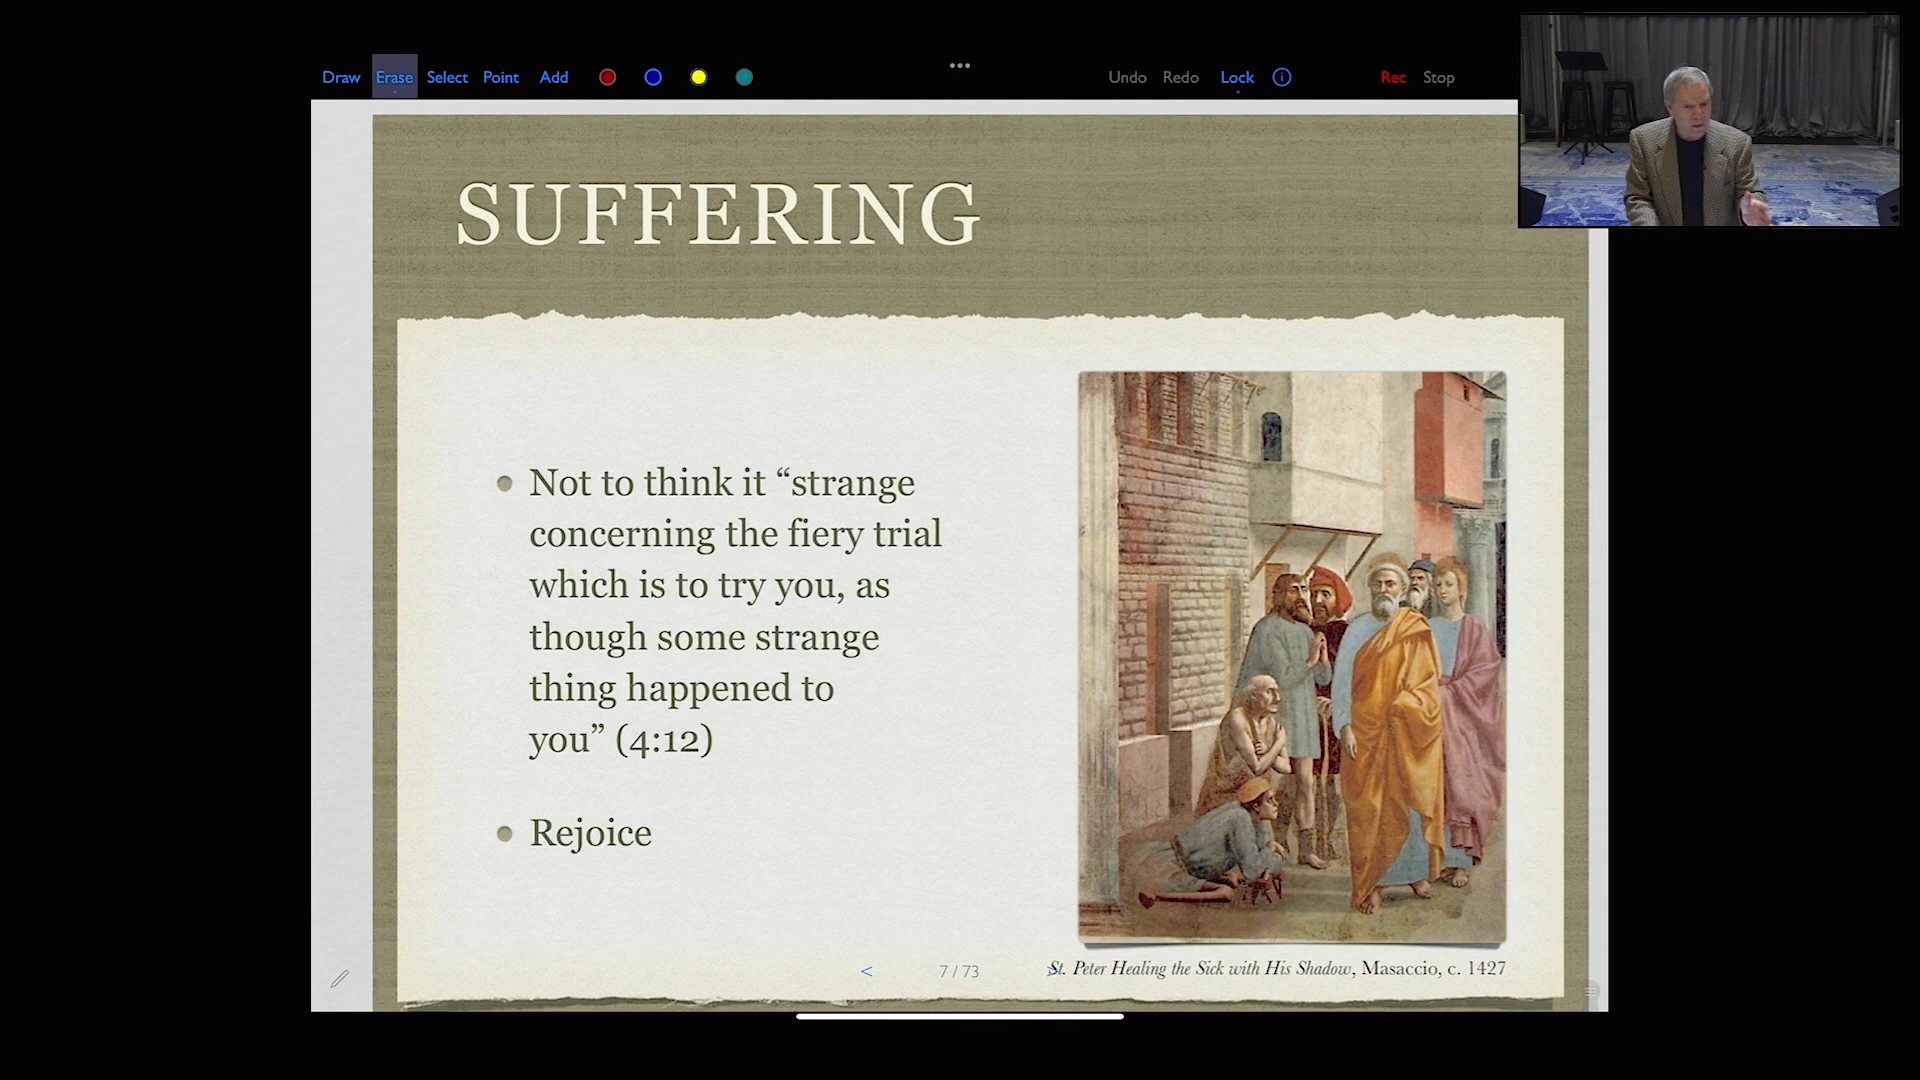 Draw Erase Select Point Add ••• Undo Redo Lock Rec Stop
SUFFERING
• Not to think it “strange
concerning the fiery trial
which is to try you, as
though some strange
thing happened to
you” (4:12)
• Rejoice
< 7 / 73 >
St. Peter Healing the Sick with His Shadow, Masaccio, c. 1427